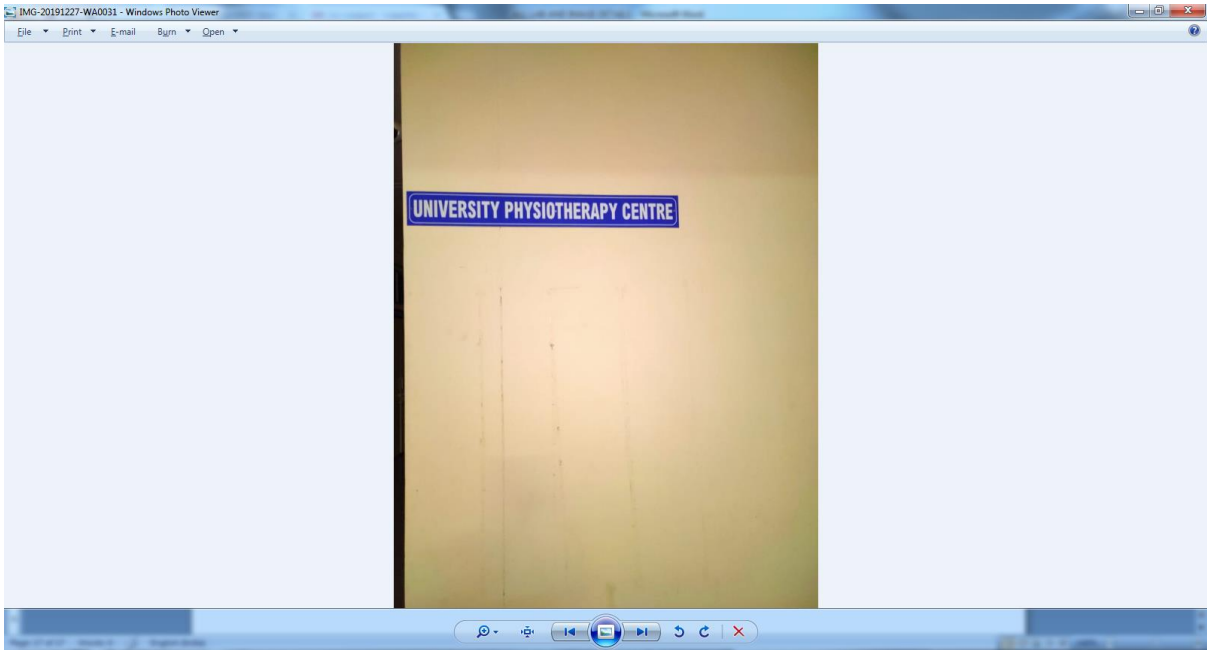 IMG-20191227-WA0031 - Windows Photo Viewer
File Print E-mail Burn Open
UNIVERSITY PHYSIOTHERAPY CENTRE